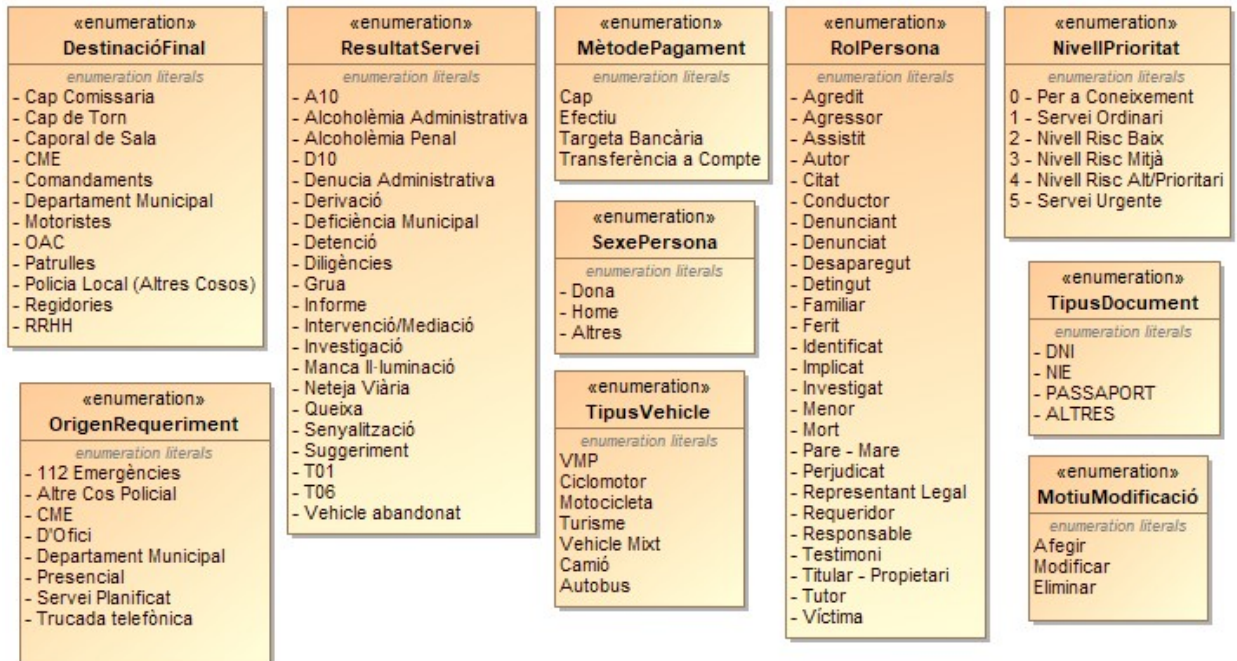 «enumeration»
DestinacióFinal
enumeration literals
- Cap Comissaria
- Cap de Torn
- Caporal de Sala
- CME
- Comandaments
- Departament Municipal
- Motoristes
- OAC
- Patrulles
- Policia Local (Altres Cosos)
- Regidories
- RRHH
«enumeration»
OrigenRequeriment
enumeration literals
- 112 Emergències
- Altre Cos Policial
- CME
- D'Ofici
- Departament Municipal
- Presencial
- Servei Planificat
- Trucada telefònica
«enumeration»
ResultatServei
enumeration literals
- A10
- Alcoholèmia Administrativa
- Alcoholèmia Penal
- D10
- Denucia Administrativa
- Derivació
- Deficiència Municipal
- Detenció
- Diligències
- Grua
- Informe
- Intervenció/Mediació
- Investigació
- Manca Il·luminació
- Neteja Viària
- Queixa
- Senyalització
- Suggeriment
- T01
- T06
- Vehicle abandonat
«enumeration»
MètodePagament
enumeration literals
Cap
Efectiu
Targeta Bancària
Transferència a Compte
«enumeration»
SexePersona
enumeration literals
- Dona
- Home
- Altres
«enumeration»
TipusVehicle
enumeration literals
VMP
Ciclomotor
Motocicleta
Turisme
Vehicle Mixt
Camió
Autobus
«enumeration»
RolPersona
enumeration literals
- Agredit
- Agressor
- Assistit
- Autor
- Citat
- Conductor
- Denunciant
- Denunciat
- Desaparegut
- Detingut
- Familiar
- Ferit
- Identificat
- Implicat
- Investigat
- Menor
- Mort
- Pare - Mare
- Perjudicat
- Representant Legal
- Requeridor
- Responsable
- Testimoni
- Titular - Propietari
- Tutor
- Víctima
«enumeration»
NivellPrioritat
enumeration literals
0 - Per a Coneixement
1 - Servei Ordinari
2 - Nivell Risc Baix
3 - Nivell Risc Mitjà
4 - Nivell Risc Alt/Prioritari
5 - Servei Urgente
«enumeration»
TipusDocument
enumeration literals
- DNI
- NIE
- PASSAPORT
- ALTRES
«enumeration»
MotiuModificació
enumeration literals
Afegir
Modificar
Eliminar